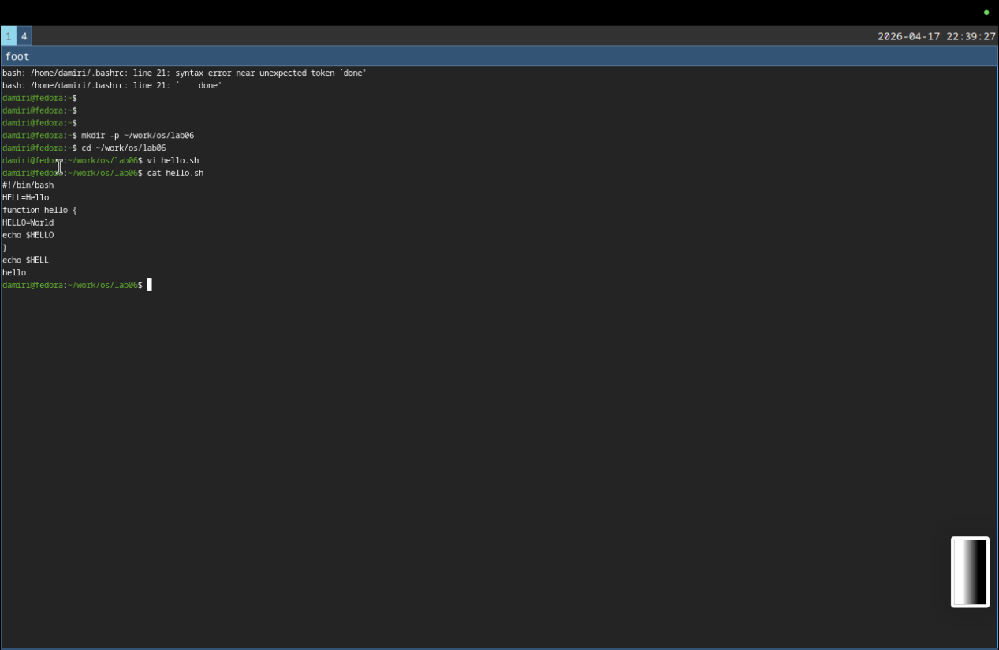 1 4 2026-04-17 22:39:27
foot
bash: /home/damiri/.bashrc: line 21: syntax error near unexpected token `done'
bash: /home/damiri/.bashrc: line 21: `    done'
damiri@fedora:~$
damiri@fedora:~$
damiri@fedora:~$
damiri@fedora:~$ mkdir -p ~/work/os/lab06
damiri@fedora:~$ cd ~/work/os/lab06
damiri@fedora:~/work/os/lab06$ vi hello.sh
damiri@fedora:~/work/os/lab06$ cat hello.sh
#!/bin/bash
HELL=Hello
function hello {
HELLO=World
echo $HELLO
}
echo $HELL
hello
damiri@fedora:~/work/os/lab06$